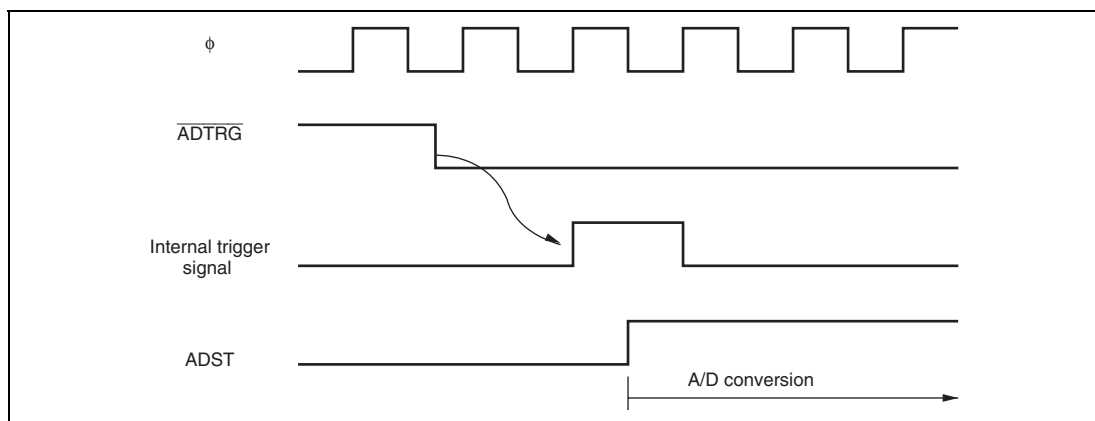 ϕ
ADTRG
Internal trigger
signal
ADST
A/D conversion